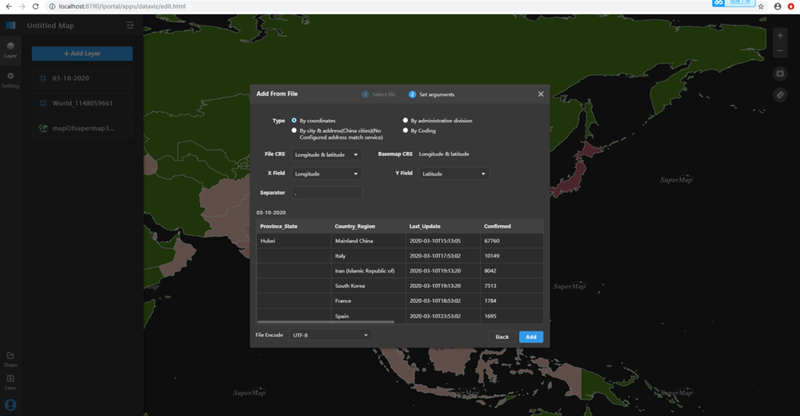 localhost:8190/iportal/apps/dataviz/edit.html
Untitled Map
Layer
+ Add Layer
03-10-2020
Setting
World_1148059661
mapOfsupermapJ...
Share
Save
Add From File
1 Select file
2 Set arguments
Type
By coordinates
By administrative division
By city & address(China cities)(No
Configured address match service)
By Coding
File CRS
Longitude & latitude
Basemap CRS
Longitude & latitude
X Field
Longitude
Y Field
Latitude
Separator
,
03-10-2020
Province_State Country_Region Last_Update Confirmed
Hubei Mainland China 2020-03-10T15:13:05 67760
Italy 2020-03-10T17:53:02 10149
Iran (Islamic Republic of) 2020-03-10T19:13:20 8042
South Korea 2020-03-10T19:13:20 7513
France 2020-03-10T18:53:02 1784
Spain 2020-03-10T23:53:02 1695
File Encode
UTF-8
Back
Add
SuperMap
SuperMap
SuperMap
SuperMap
SuperMap